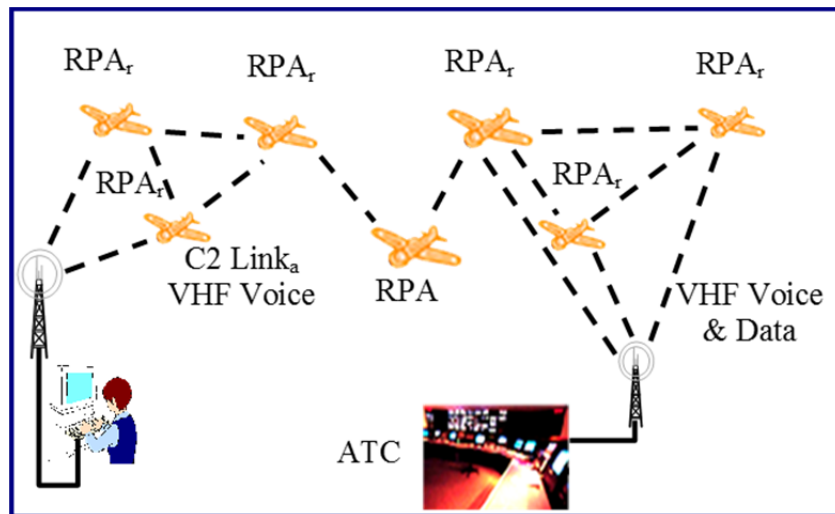 RPAr
RPAr
RPAr
RPAr
RPAr
RPAr
C2 Linka
VHF Voice
RPA
VHF Voice
& Data
ATC